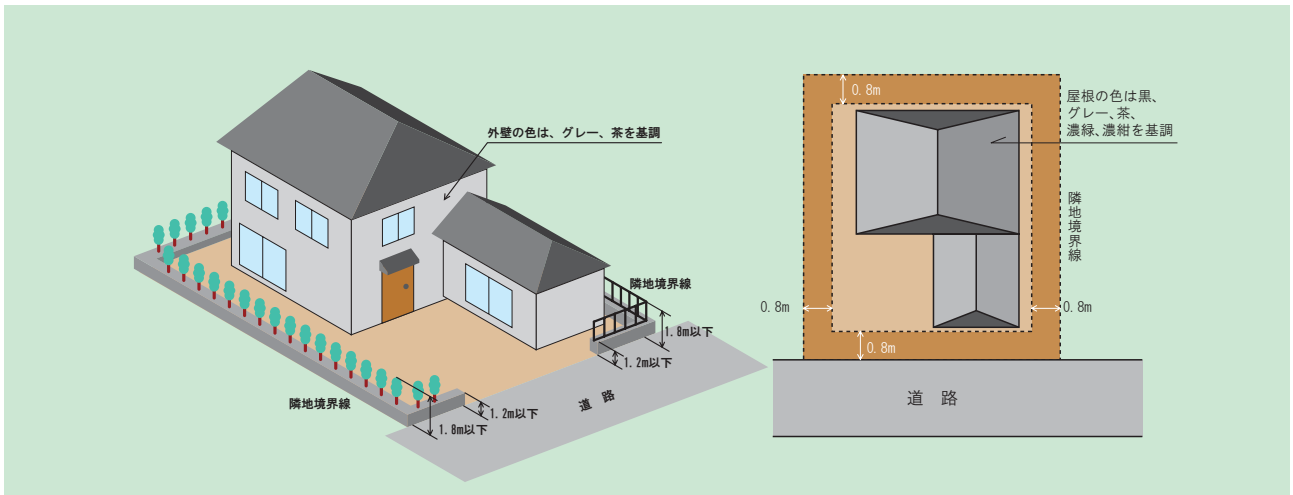 外壁の色は、グレー、茶を基調
隣地境界線
1.8m以下
1.2m以下
道 路
隣地境界線
1.2m以下
1.8m以下
0.8m
屋根の色は黒、
グレー、茶、
濃緑、濃紺を基調
隣地境界線
0.8m
0.8m
0.8m
道 路